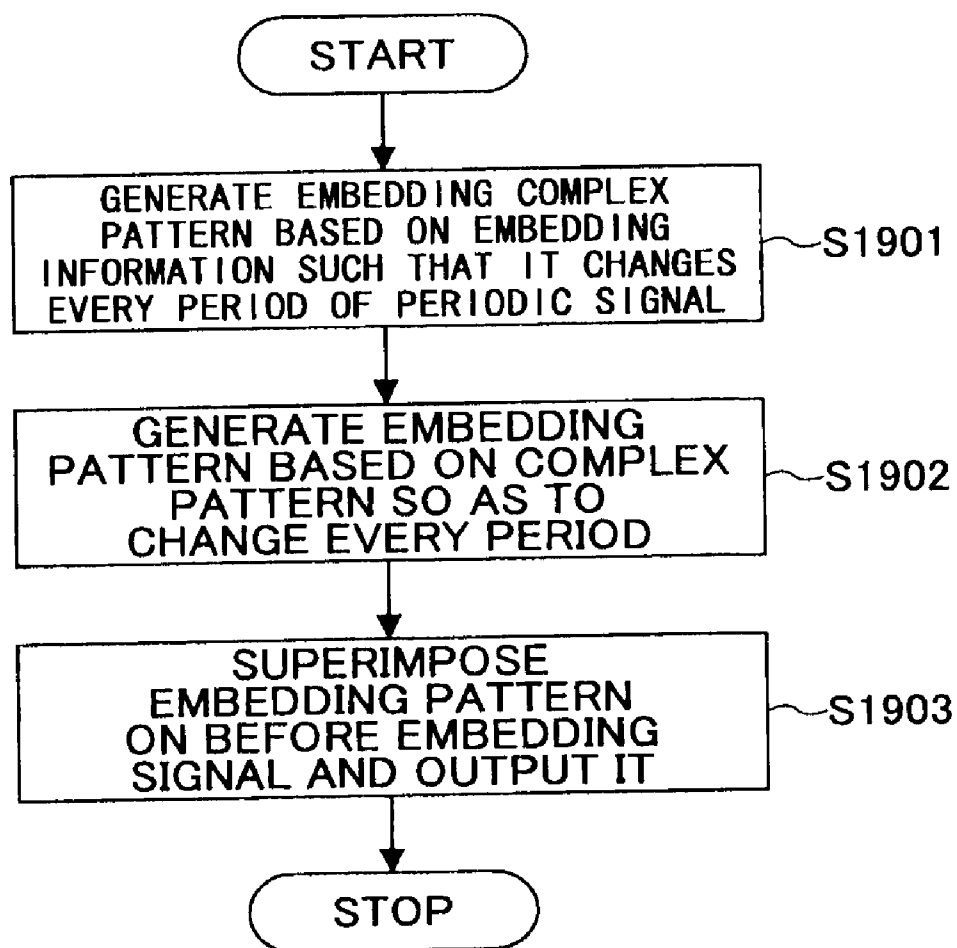 START
GENERATE EMBEDDING COMPLEX
PATTERN BASED ON EMBEDDING
INFORMATION SUCH THAT IT CHANGES
EVERY PERIOD OF PERIODIC SIGNAL
S1901
GENERATE EMBEDDING
PATTERN BASED ON COMPLEX
PATTERN SO AS TO
CHANGE EVERY PERIOD
S1902
SUPERIMPOSE
EMBEDDING PATTERN
ON BEFORE EMBEDDING
SIGNAL AND OUTPUT IT
S1903
STOP